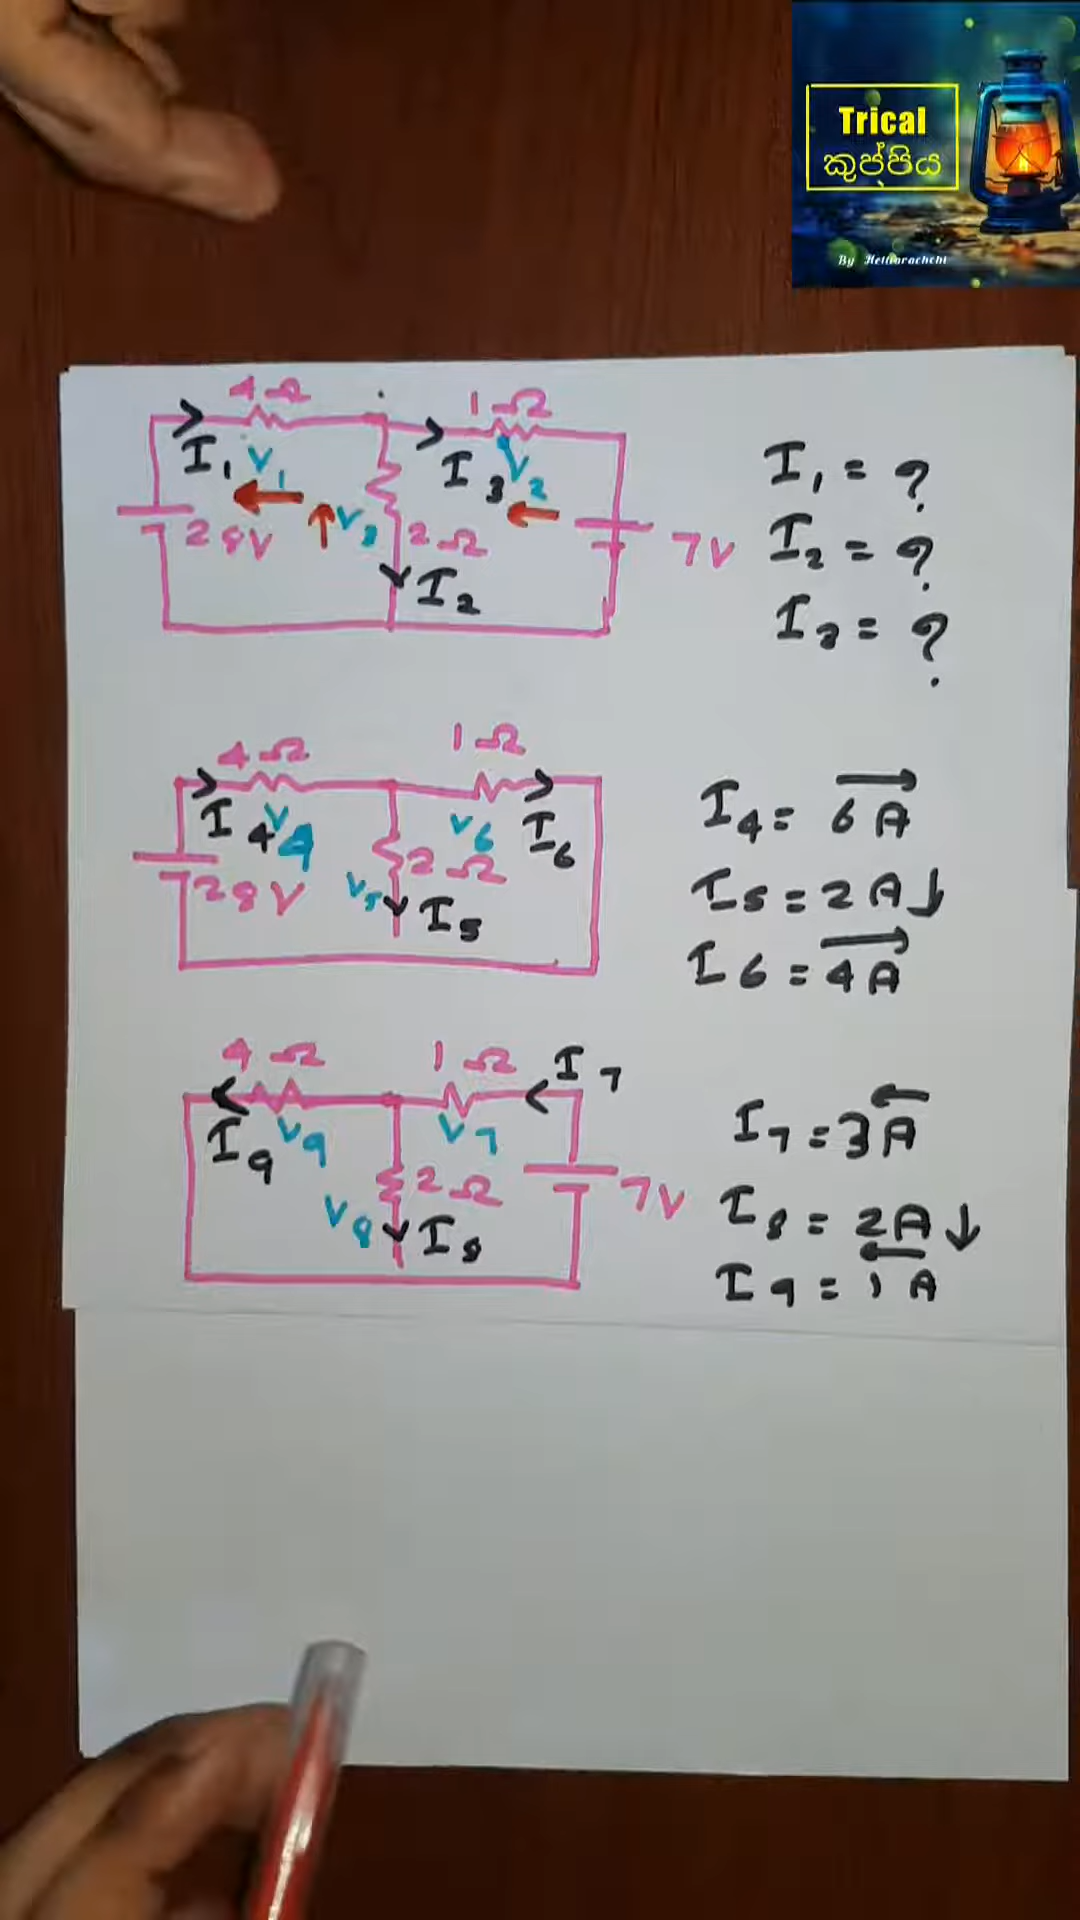 Trical
කුප්පිය
By Hettiarachchi
4Ω
1Ω
I₁
V₁
I₃
V₂
28V
V₃
2Ω
7V
I₂
I₁ = ?
I₂ = ?
I₃ = ?
4Ω
1Ω
I₄
V₄
V₆
I₆
28V
V₅
2Ω
I₅
I₄ = 6A
I₅ = 2A↓
I₆ = 4A
4Ω
1Ω
I₇
I₉
V₉
V₇
V₈
2Ω
7V
I₈
I₇ = 3A
I₈ = 2A↓
I₉ = 1A